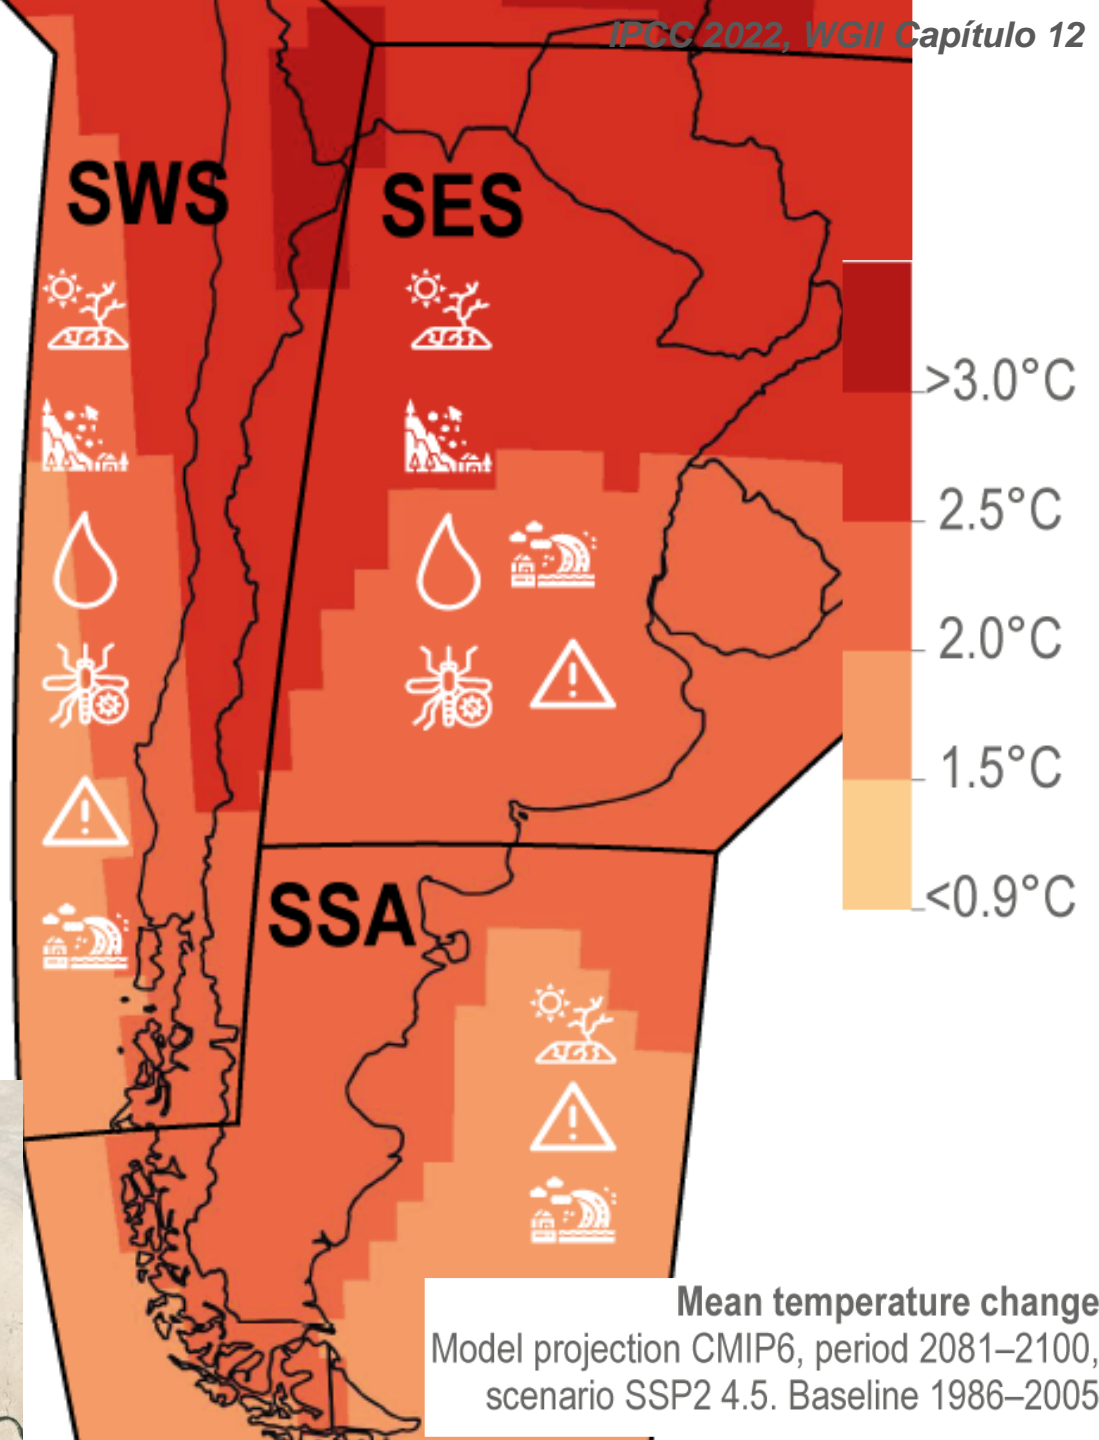 IPCC 2022, WGII Capítulo 12
SWS
SES
>3.0°C
2.5°C
2.0°C
1.5°C
<0.9°C
SSA
Mean temperature change
Model projection CMIP6, period 2081–2100,
scenario SSP2 4.5. Baseline 1986–2005